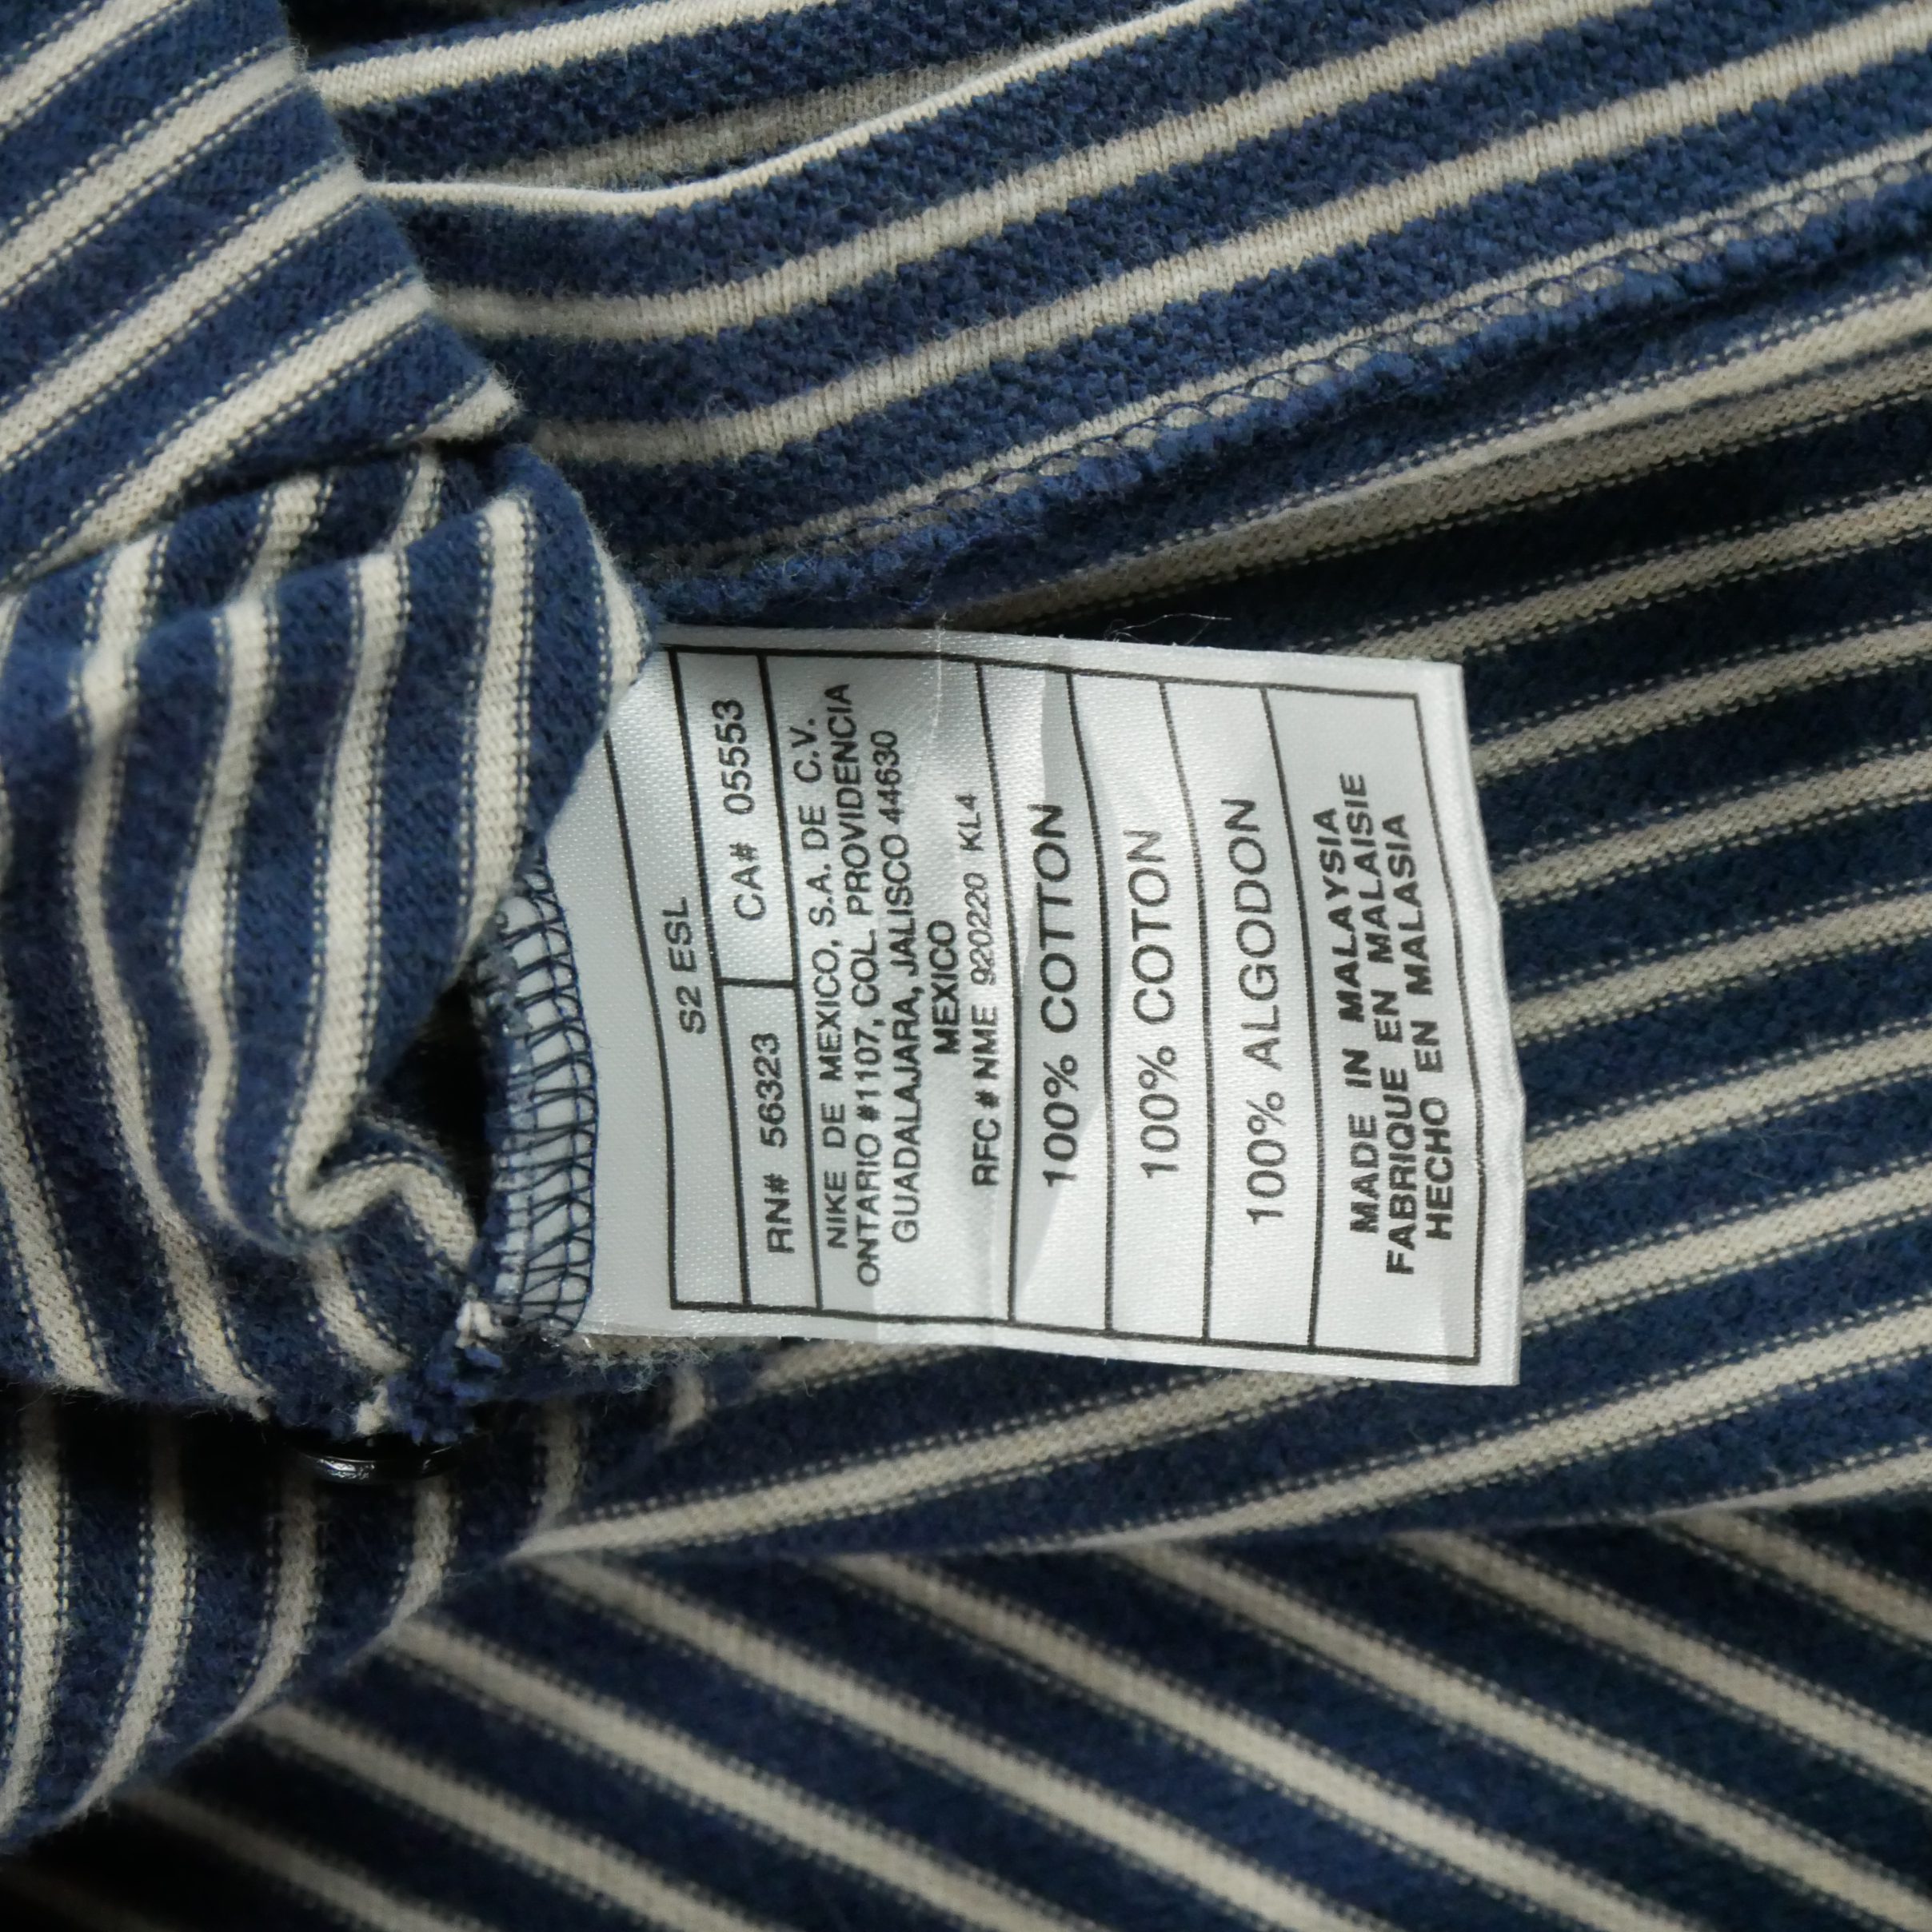 S2 ESL
RN# 56323 CA# 05553
NIKE DE MEXICO, S.A. DE C.V.
ONTARIO #1107, COL. PROVIDENCIA
GUADALAJARA, JALISCO 44630
MEXICO
RFC # NME 920220 KL4
100% COTTON
100% COTON
100% ALGODON
MADE IN MALAYSIA
FABRIQUE EN MALAISIE
HECHO EN MALASIA